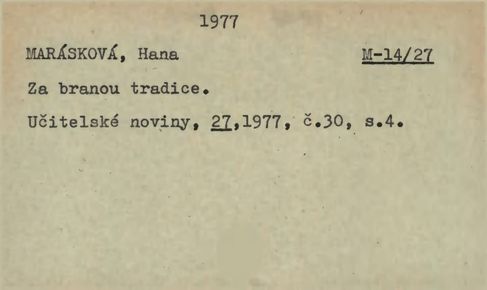 1977
MARÁSKOVÁ, Hana M-14/27
Za branou tradice.
Učitelské noviny, 27,1977, č.30, s.4.